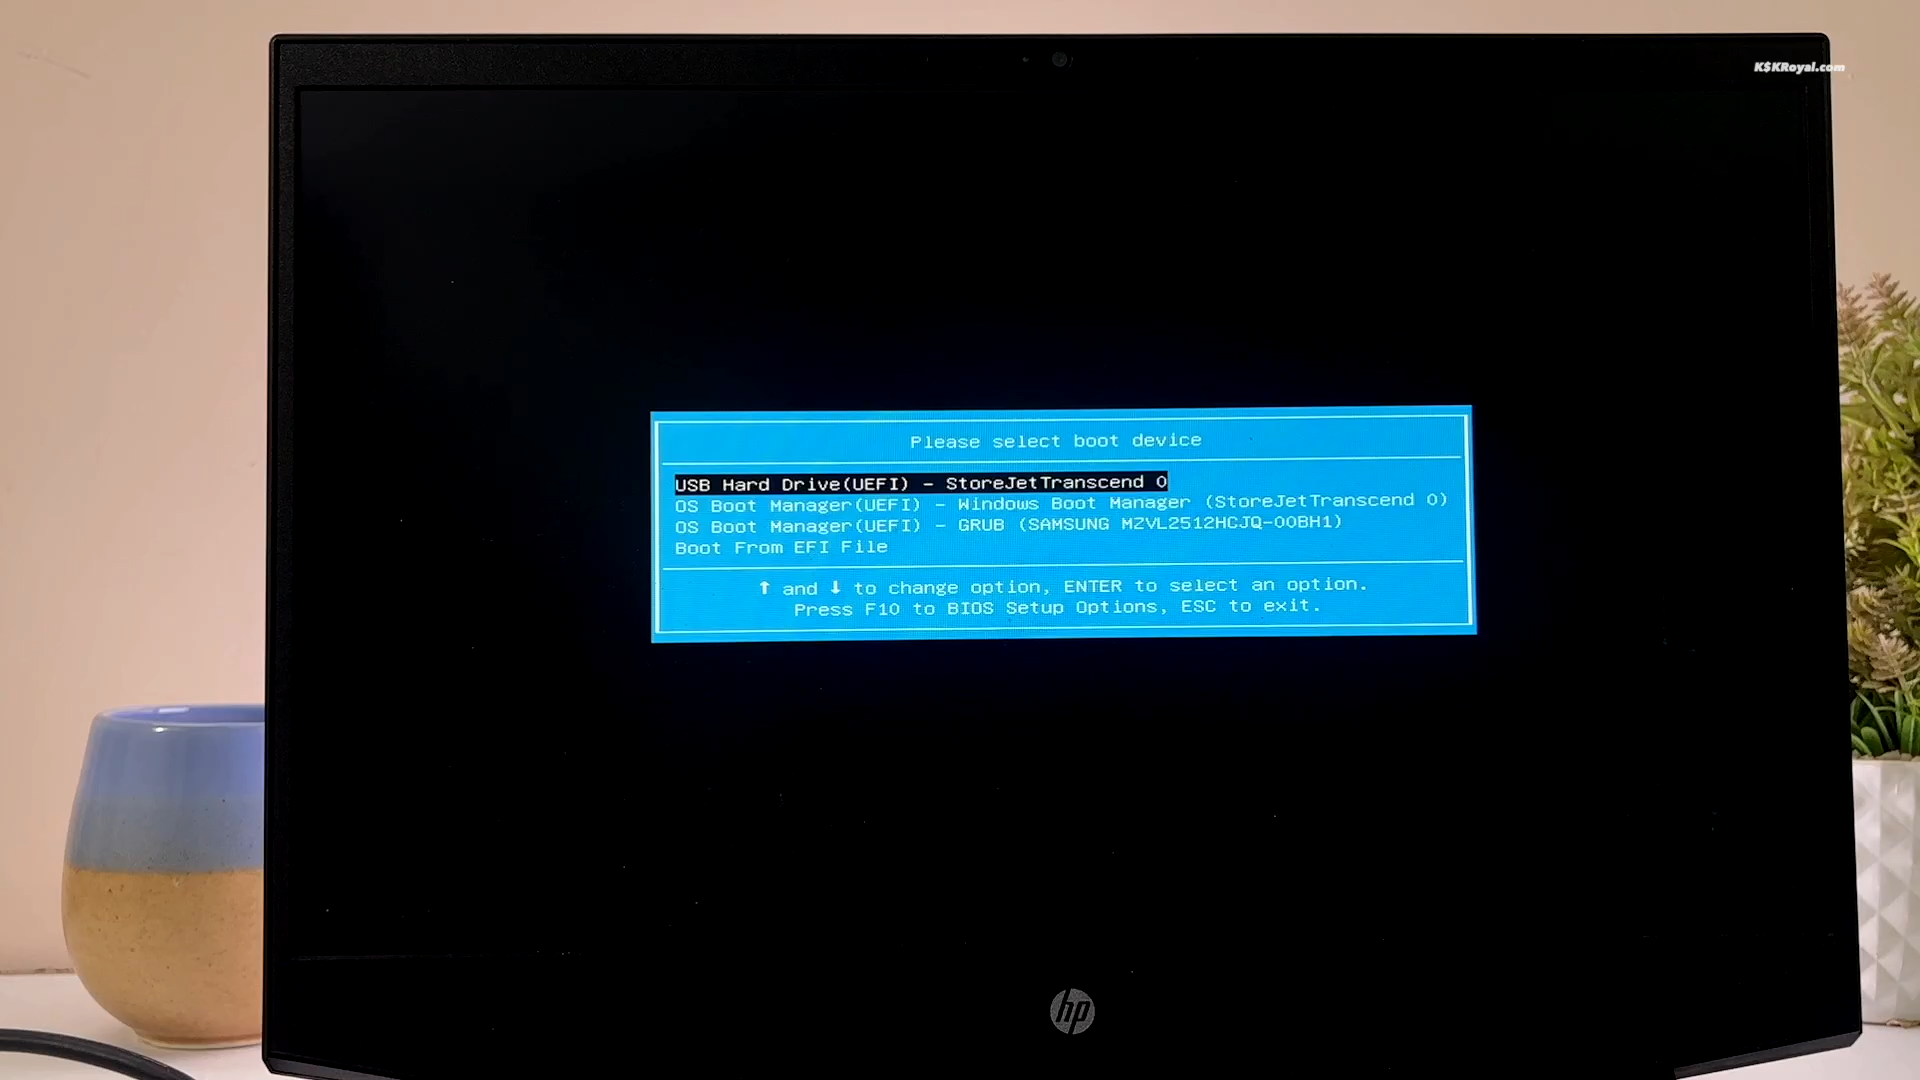 K$KRoyal.com
Please select boot device
USB Hard Drive(UEFI) - StoreJetTranscend 0
OS Boot Manager(UEFI) - Windows Boot Manager (StoreJetTranscend 0)
OS Boot Manager(UEFI) - GRUB (SAMSUNG MZVL2512HCJQ-00BH1)
Boot From EFI File
↑ and ↓ to change option, ENTER to select an option.
Press F10 to BIOS Setup Options, ESC to exit.
hp